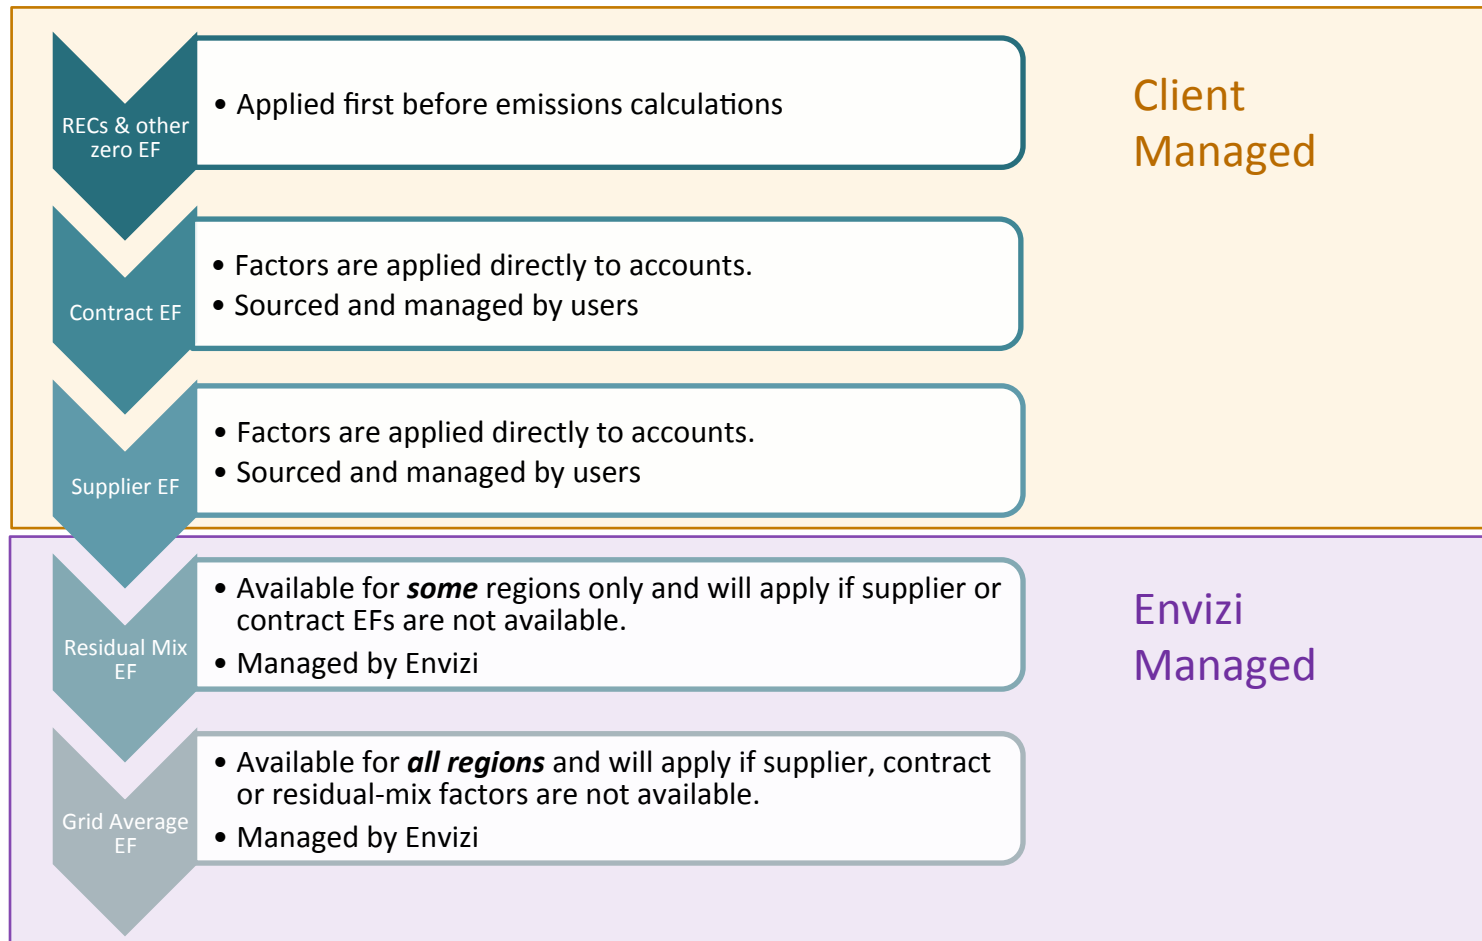 RECs & other
zero EF
• Applied first before emissions calculations
Client
Managed
Contract EF
• Factors are applied directly to accounts.
• Sourced and managed by users
Supplier EF
• Factors are applied directly to accounts.
• Sourced and managed by users
Residual Mix
EF
• Available for some regions only and will apply if supplier or
contract EFs are not available.
• Managed by Envizi
Envizi
Managed
Grid Average
EF
• Available for all regions and will apply if supplier, contract
or residual-mix factors are not available.
• Managed by Envizi